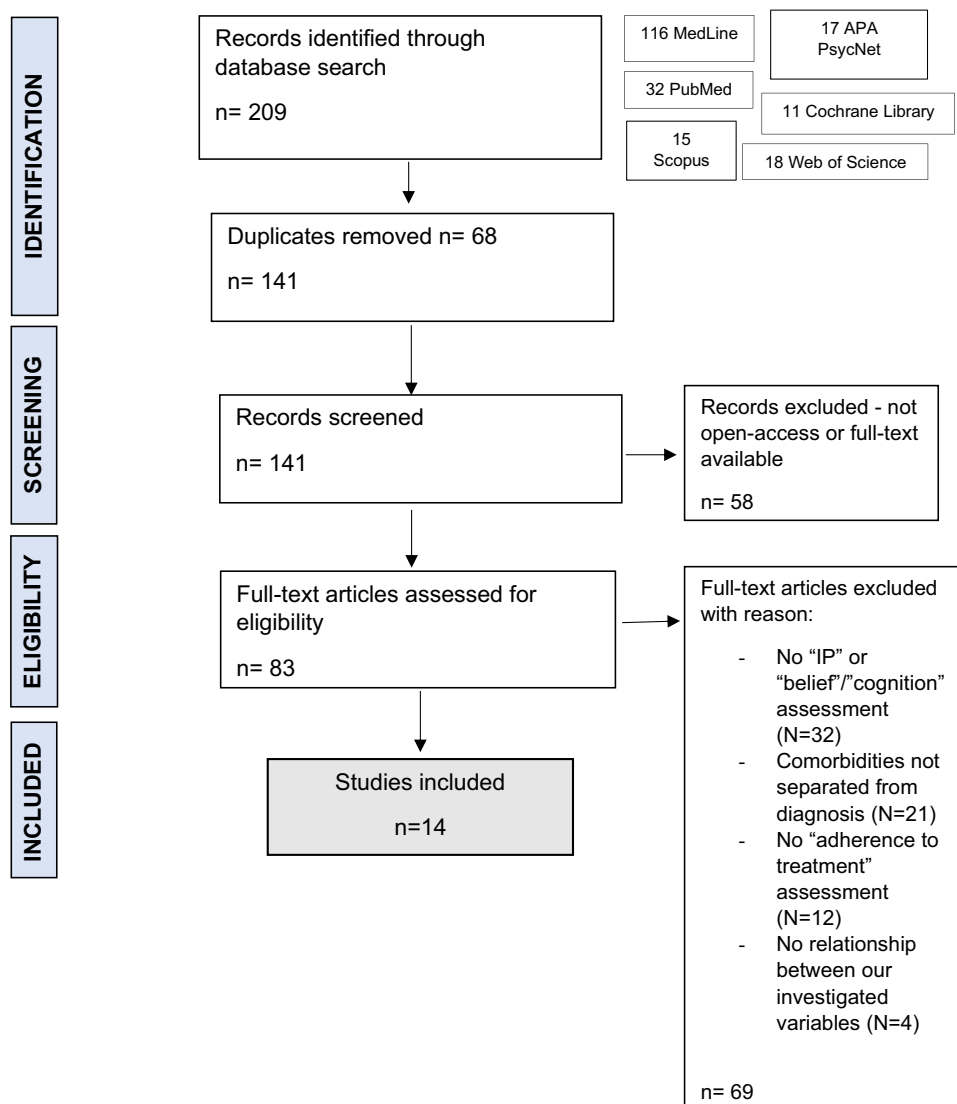 IDENTIFICATION
Records identified through
database search
n= 209
116 MedLine
17 APA
PsycNet
32 PubMed
11 Cochrane Library
15
Scopus
18 Web of Science
Duplicates removed n= 68
n= 141
SCREENING
Records screened
n= 141
Records excluded - not
open-access or full-text
available
n= 58
ELIGIBILITY
Full-text articles assessed for
eligibility
n= 83
Full-text articles excluded
with reason:
- No “IP” or
“belief”/”cognition”
assessment
(N=32)
- Comorbidities not
separated from
diagnosis (N=21)
- No “adherence to
treatment”
assessment
(N=12)
- No relationship
between our
investigated
variables (N=4)
n= 69
INCLUDED
Studies included
n=14